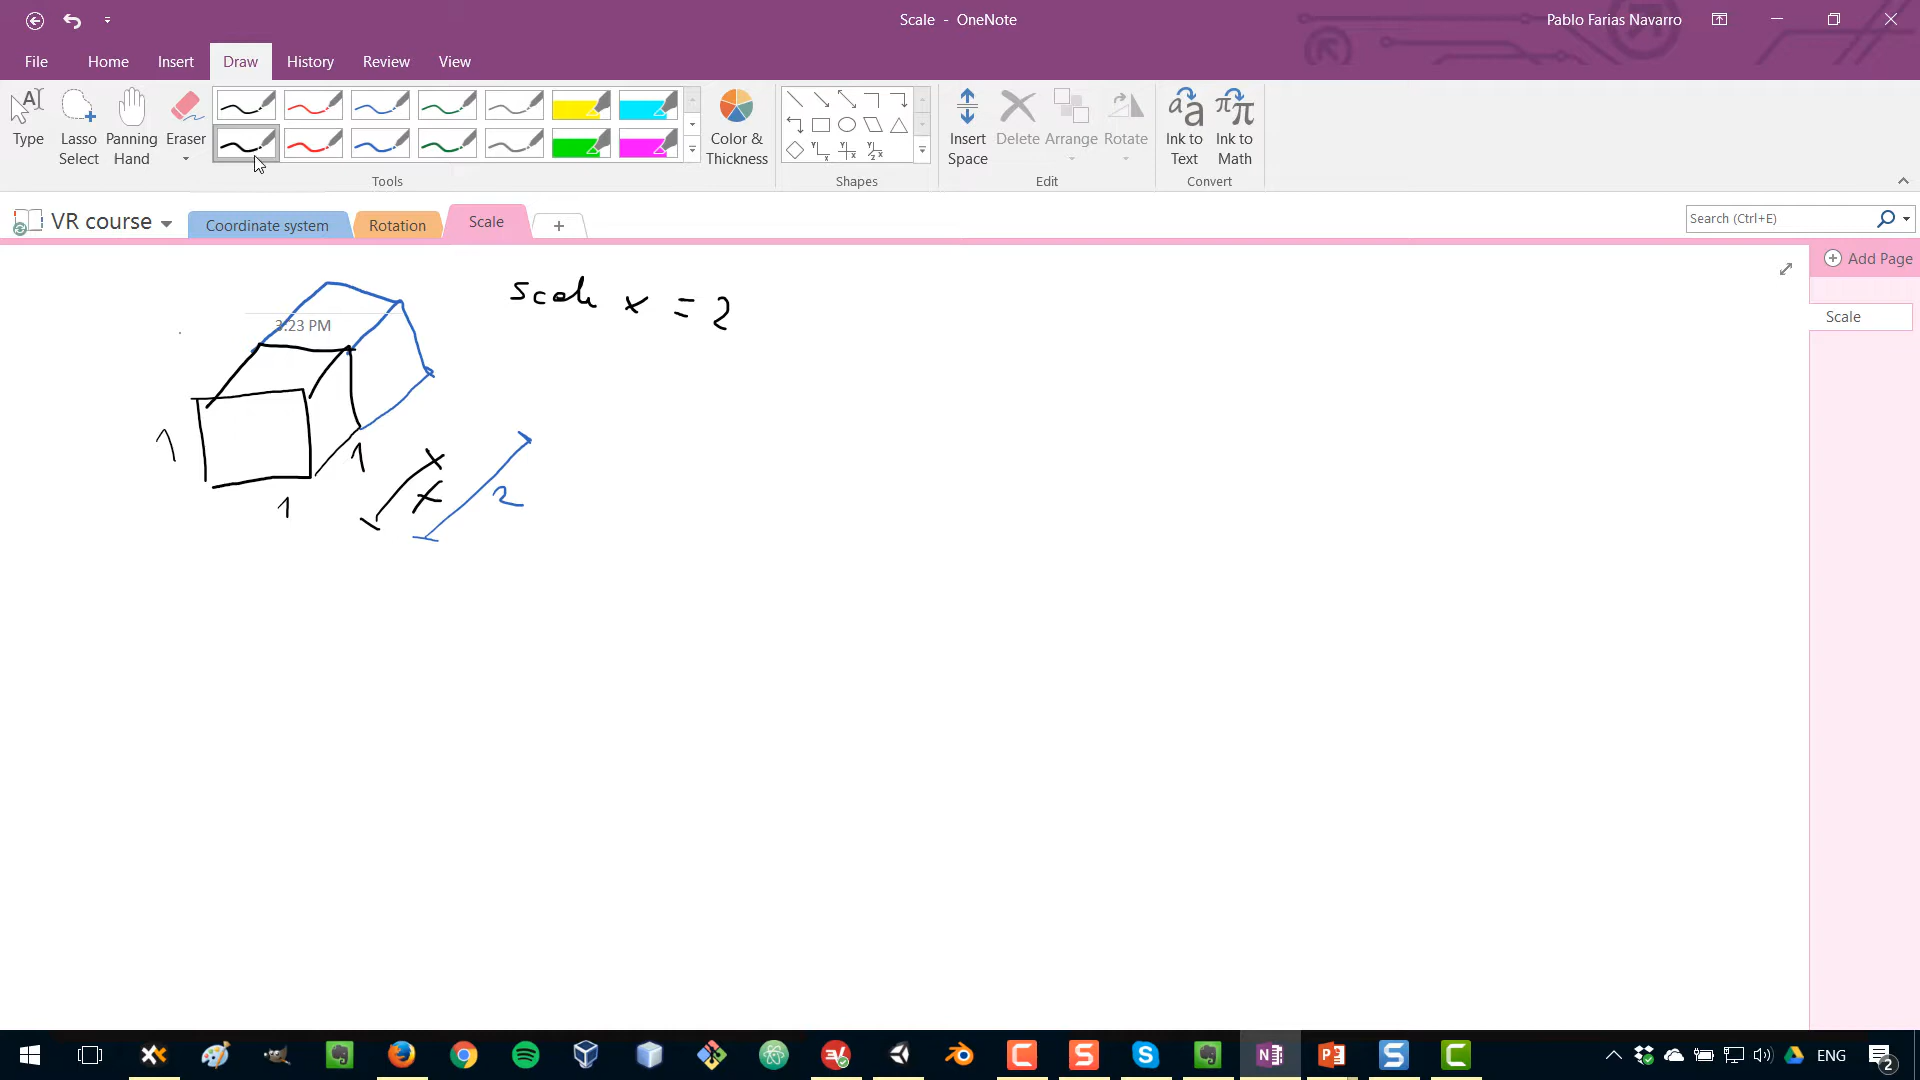 Scale - OneNote
Pablo Farias Navarro
File Home Insert Draw History Review View
Type
Lasso Select
Panning Hand
Eraser
Color & Thickness
Insert Space
Delete
Arrange
Rotate
Ink to Text
Ink to Math
Tools
Shapes
Edit
Convert
VR course
Coordinate system
Rotation
Scale
Search (Ctrl+E)
Add Page
Scale
3:23 PM
Scale x = 2
1
1
1
x
2
ENG
2